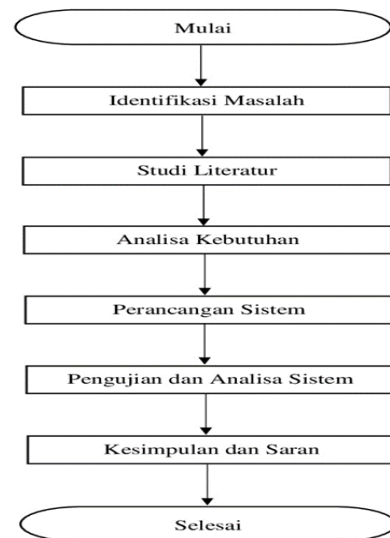 Mulai
Identifikasi Masalah
Studi Literatur
Analisa Kebutuhan
Perancangan Sistem
Pengujian dan Analisa Sistem
Kesimpulan dan Saran
Selesai